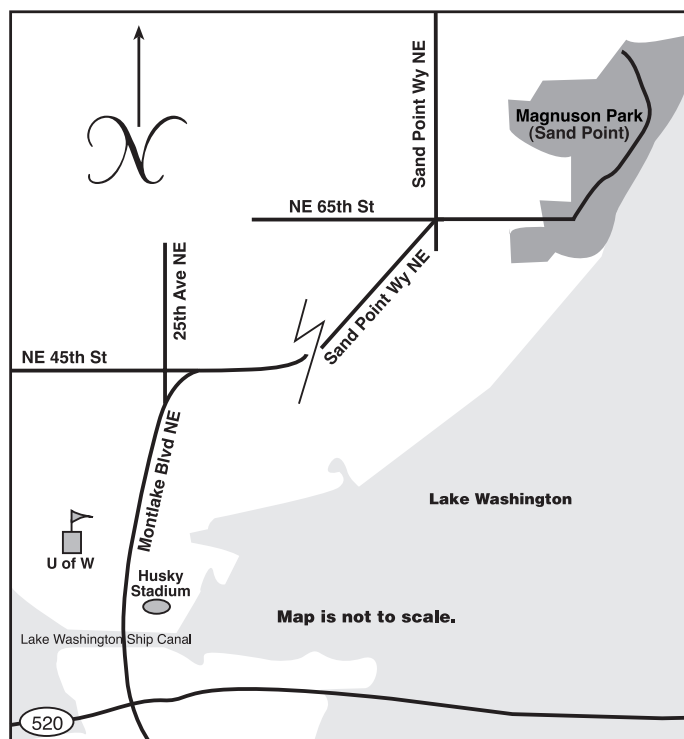 Sand Point Wy NE
Magnuson Park
(Sand Point)
N
NE 65th St
25th Ave NE
Sand Point Wy NE
NE 45th St
Montlake Blvd NE
Lake Washington
U of W
Husky
Stadium
Map is not to scale.
Lake Washington Ship Canal
520